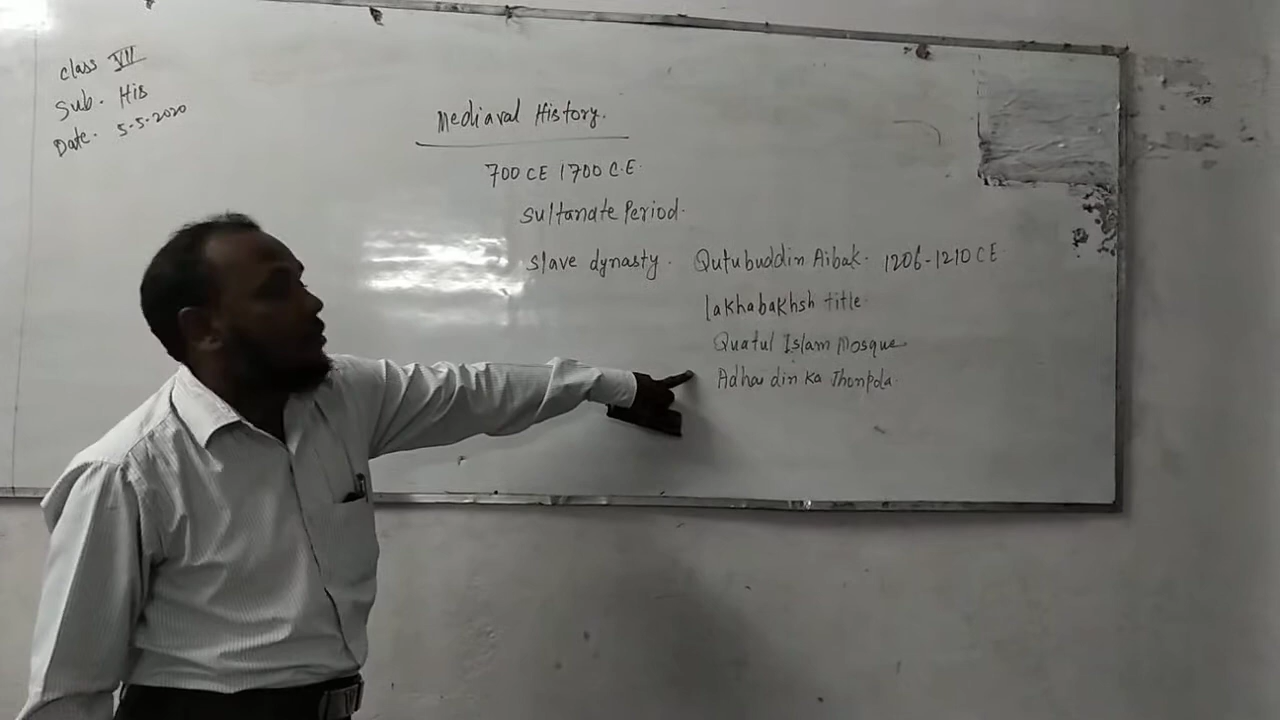 Class VII
Sub. His
Date. 5-5-2020
Mediaval History.
700 CE 1700 C.E.
Sultanate Period.
Slave dynasty. Qutubuddin Aibak. 1206-1210 CE
lakhabakhsh title.
Quatul Islam Mosque.
Adhai din ka Jhonpda.